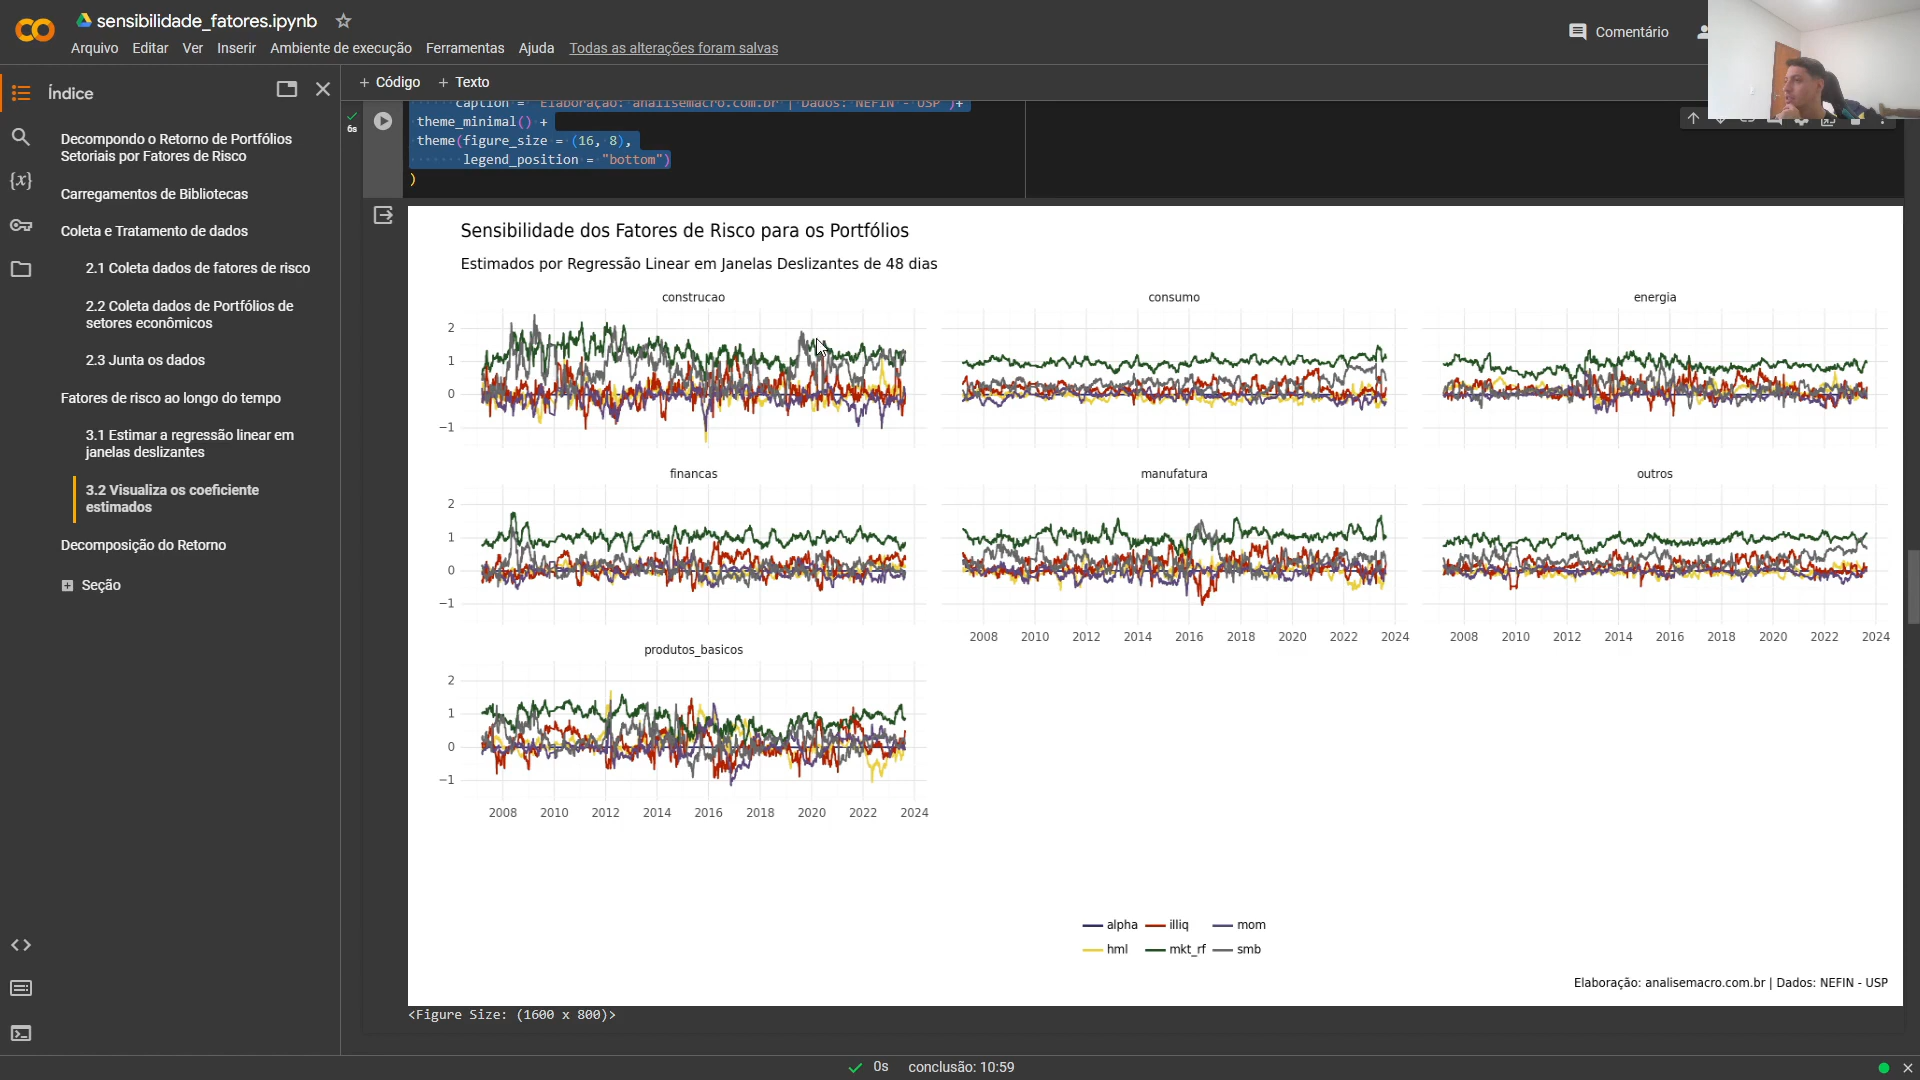 sensibilidade_fatores.ipynb
Arquivo Editar Ver Inserir Ambiente de execução Ferramentas Ajuda Todas as alterações foram salvas
Comentário
Índice
+ Código + Texto
Decompondo o Retorno de Portfólios
Setoriais por Fatores de Risco
Carregamentos de Bibliotecas
Coleta e Tratamento de dados
2.1 Coleta dados de fatores de risco
2.2 Coleta dados de Portfólios de
setores econômicos
2.3 Junta os dados
Fatores de risco ao longo do tempo
3.1 Estimar a regressão linear em
janelas deslizantes
3.2 Visualiza os coeficiente
estimados
Decomposição do Retorno
Seção
6s
caption = "Elaboração: analisemacro.com.br | Dados: NEFIN - USP")+
theme_minimal() +
theme(figure_size = (16, 8),
legend_position = "bottom")
)
Sensibilidade dos Fatores de Risco para os Portfólios
Estimados por Regressão Linear em Janelas Deslizantes de 48 dias
construcao consumo energia
2
1
0
−1
financas manufatura outros
2
1
0
−1
2008 2010 2012 2014 2016 2018 2020 2022 2024 2008 2010 2012 2014 2016 2018 2020 2022 2024
produtos_basicos
2
1
0
−1
2008 2010 2012 2014 2016 2018 2020 2022 2024
alpha illiq mom
hml mkt_rf smb
Elaboração: analisemacro.com.br | Dados: NEFIN - USP
<Figure Size: (1600 x 800)>
0s conclusão: 10:59